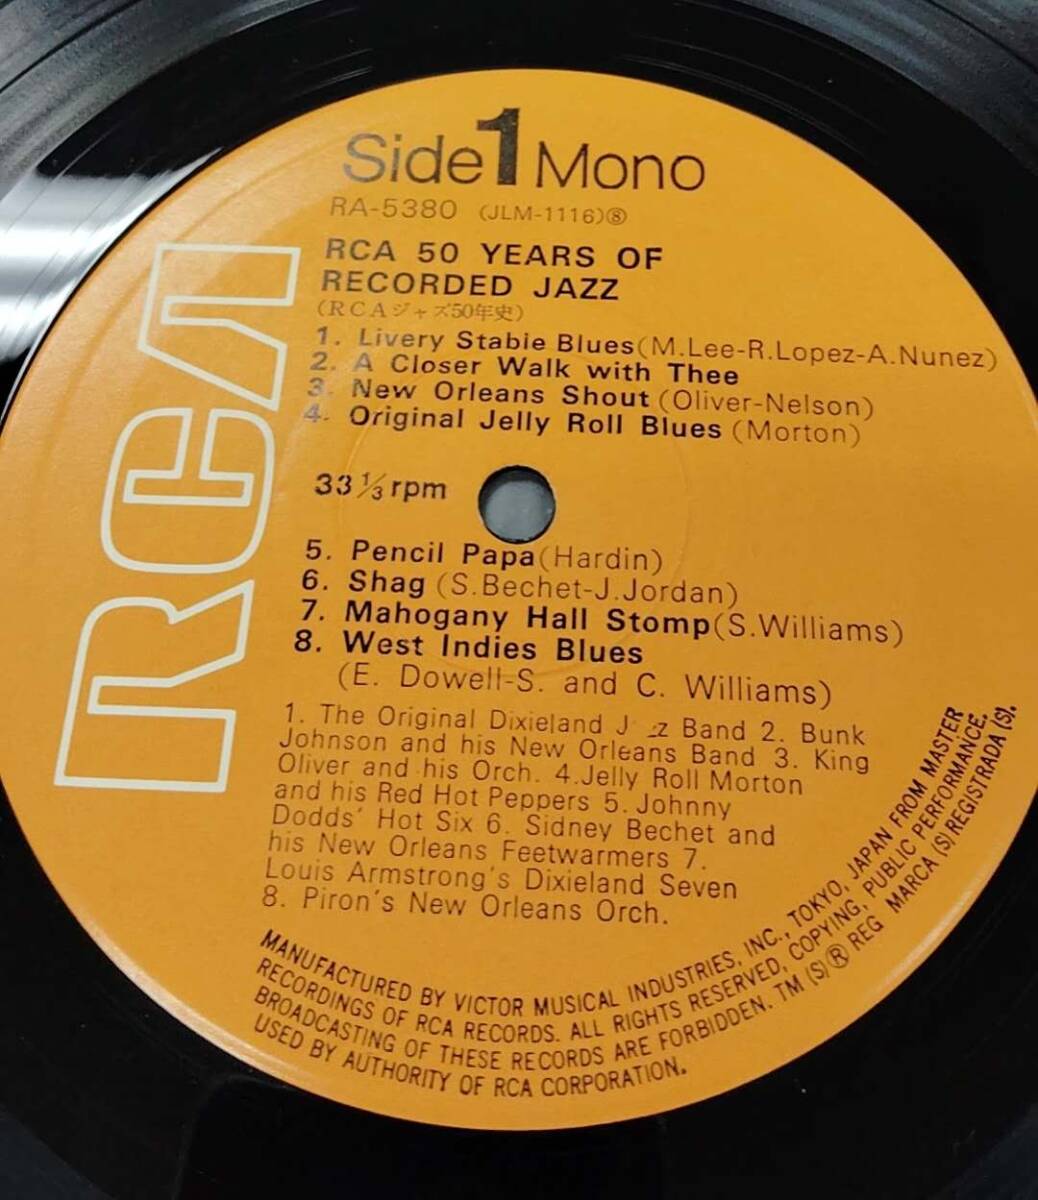 Side 1 Mono
RA-5380 (JLM-1116)⑧
RCA 50 YEARS OF
RECORDED JAZZ
(RCAジャズ50年史)
1. Livery Stabie Blues (M.Lee-R.Lopez-A.Nunez)
2. A Closer Walk with Thee
3. New Orleans Shout (Oliver-Nelson)
4. Original Jelly Roll Blues (Morton)
RCA
33 1/3 rpm
5. Pencil Papa (Hardin)
6. Shag (S.Bechet-J.Jordan)
7. Mahogany Hall Stomp (S.Williams)
8. West Indies Blues
(E. Dowell-S. and C. Williams)
1. The Original Dixieland J zz Band 2. Bunk
Johnson and his New Orleans Band 3. King
Oliver and his Orch. 4.Jelly Roll Morton
and his Red Hot Peppers 5. Johnny
Dodds' Hot Six 6. Sidney Bechet and
his New Orleans Feetwarmers 7.
Louis Armstrong's Dixieland Seven
8. Piron's New Orleans Orch.
MANUFACTURED BY VICTOR MUSICAL INDUSTRIES, INC., TOKYO, JAPAN FROM MASTER
RECORDINGS OF RCA RECORDS. ALL RIGHTS RESERVED, COPYING, PUBLIC PERFORMANCE,
BROADCASTING OF THESE RECORDS ARE FORBIDDEN. TM (S) ® REG MARCA (S) REGISTRADA (S).
USED BY AUTHORITY OF RCA CORPORATION.